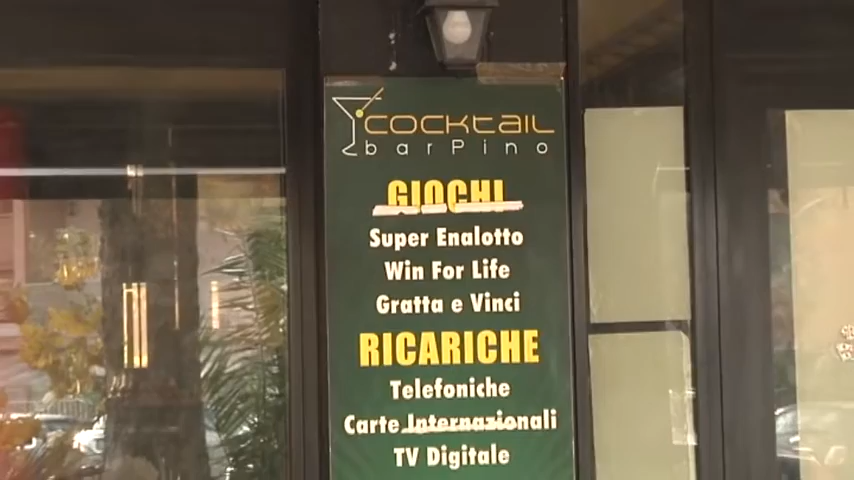 cocktail
barPino
GIOCHI
Super Enalotto
Win For Life
Gratta e Vinci
RICARICHE
Telefoniche
Carte Internazionali
TV Digitale